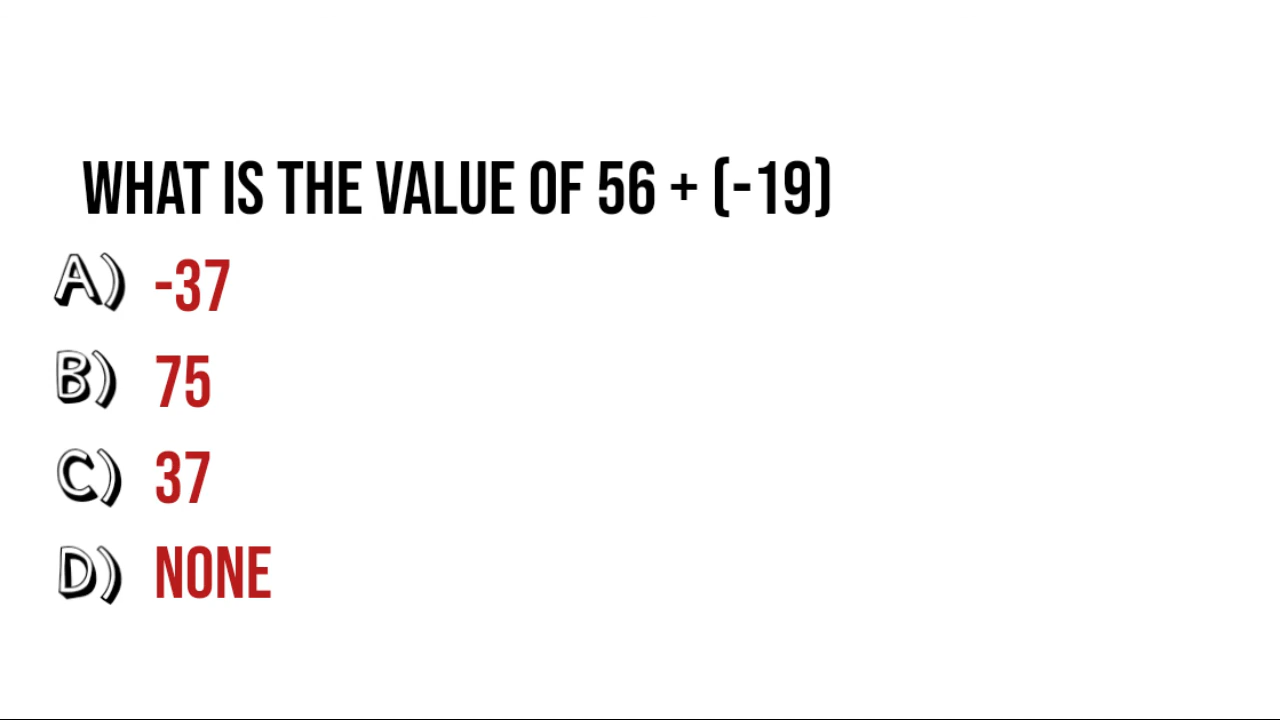 WHAT IS THE VALUE OF 56 + (-19)
A) -37
B) 75
C) 37
D) NONE